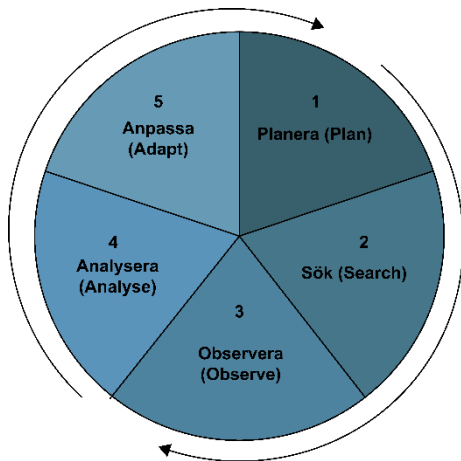 1
Planera (Plan)
2
Sök (Search)
3
Observera
(Observe)
4
Analysera
(Analyse)
5
Anpassa
(Adapt)